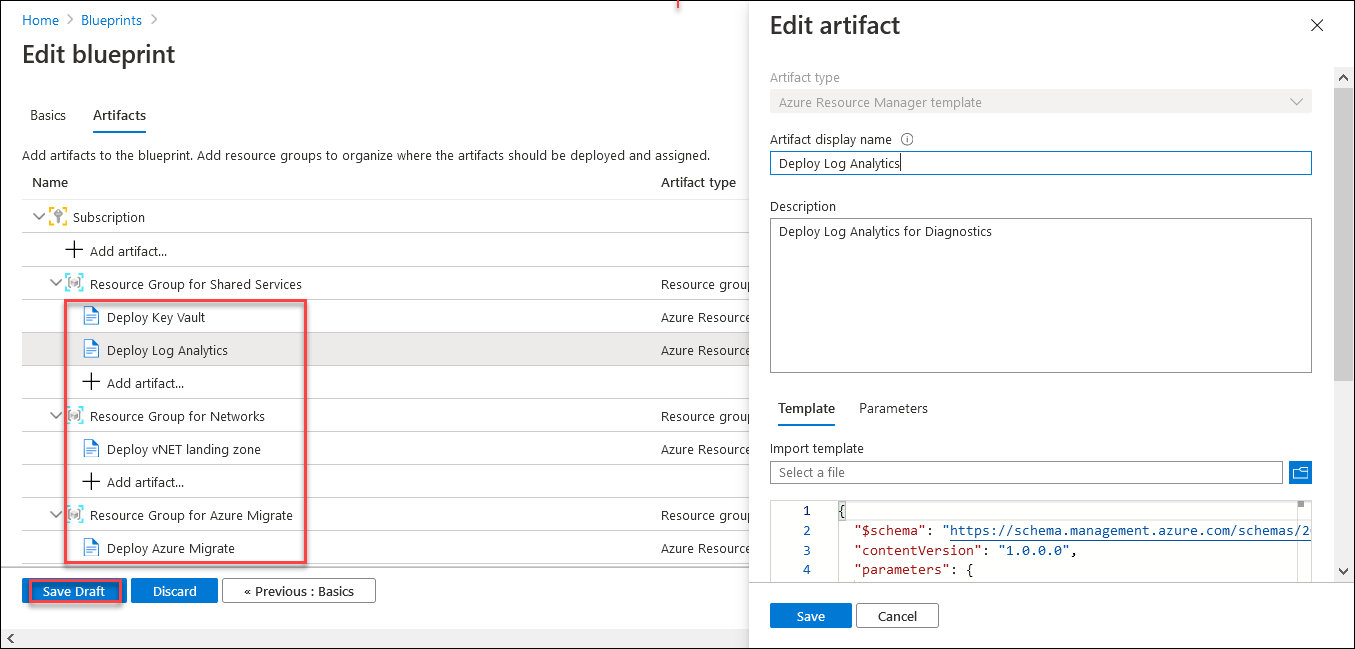 Home > Blueprints >
Edit blueprint
Basics
Artifacts
Add artifacts to the blueprint. Add resource groups to organize where the artifacts should be deployed and assigned.
Name
Artifact type
Subscription
Add artifact...
Resource Group for Shared Services
Resource group
Deploy Key Vault
Azure Resource
Deploy Log Analytics
Azure Resource
Add artifact...
Resource Group for Networks
Resource group
Deploy vNET landing zone
Azure Resource
Add artifact...
Resource Group for Azure Migrate
Resource group
Deploy Azure Migrate
Azure Resource
Save Draft
Discard
« Previous : Basics
Edit artifact
Artifact type
Azure Resource Manager template
Artifact display name
Deploy Log Analytics
Description
Deploy Log Analytics for Diagnostics
Template
Parameters
Import template
Select a file
1 {
2 "$schema": "https://schema.management.azure.com/schemas/2
3 "contentVersion": "1.0.0.0",
4 "parameters": {
Save
Cancel